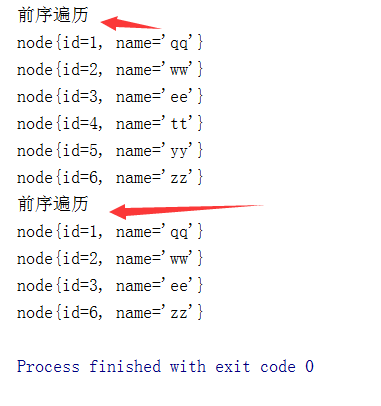 前序遍历
node{id=1, name='qq'}
node{id=2, name='ww'}
node{id=3, name='ee'}
node{id=4, name='tt'}
node{id=5, name='yy'}
node{id=6, name='zz'}
前序遍历
node{id=1, name='qq'}
node{id=2, name='ww'}
node{id=3, name='ee'}
node{id=6, name='zz'}
Process finished with exit code 0